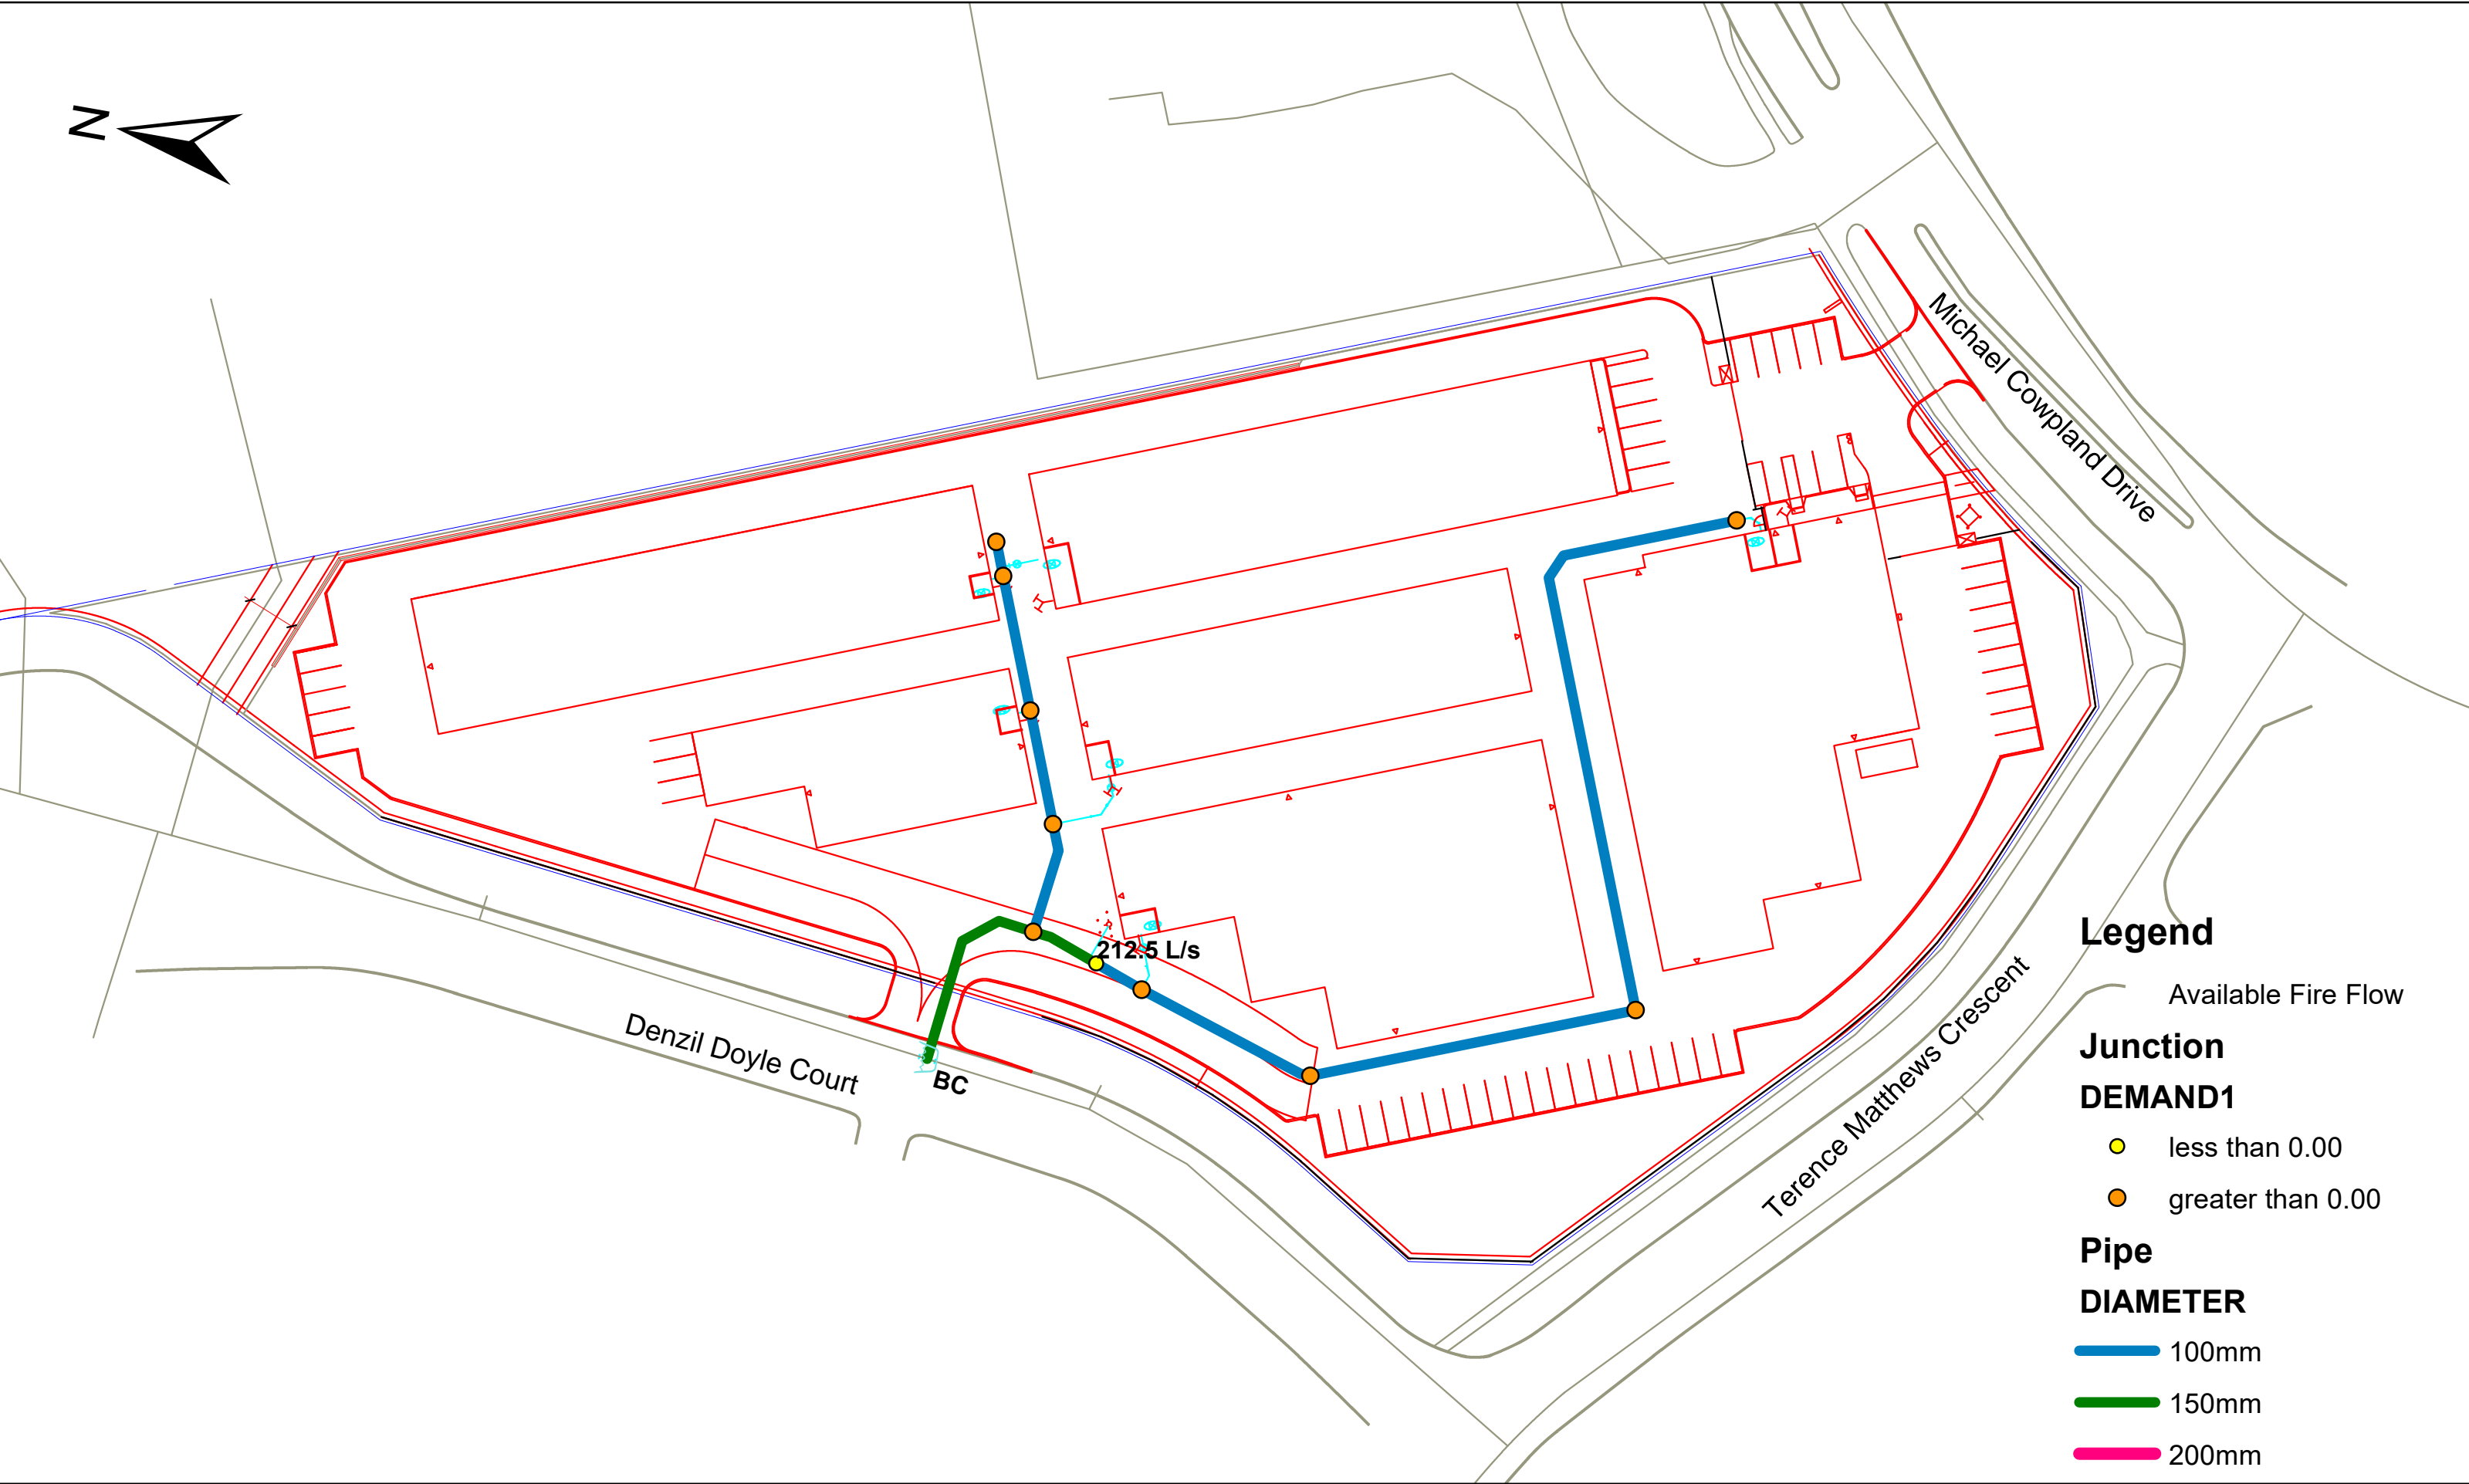 N
Michael Cowpland Drive
212.5 L/s
Denzil Doyle Court
BC
Terence Matthews Crescent
Legend
Available Fire Flow
Junction
DEMAND1
less than 0.00
greater than 0.00
Pipe
DIAMETER
100mm
150mm
200mm